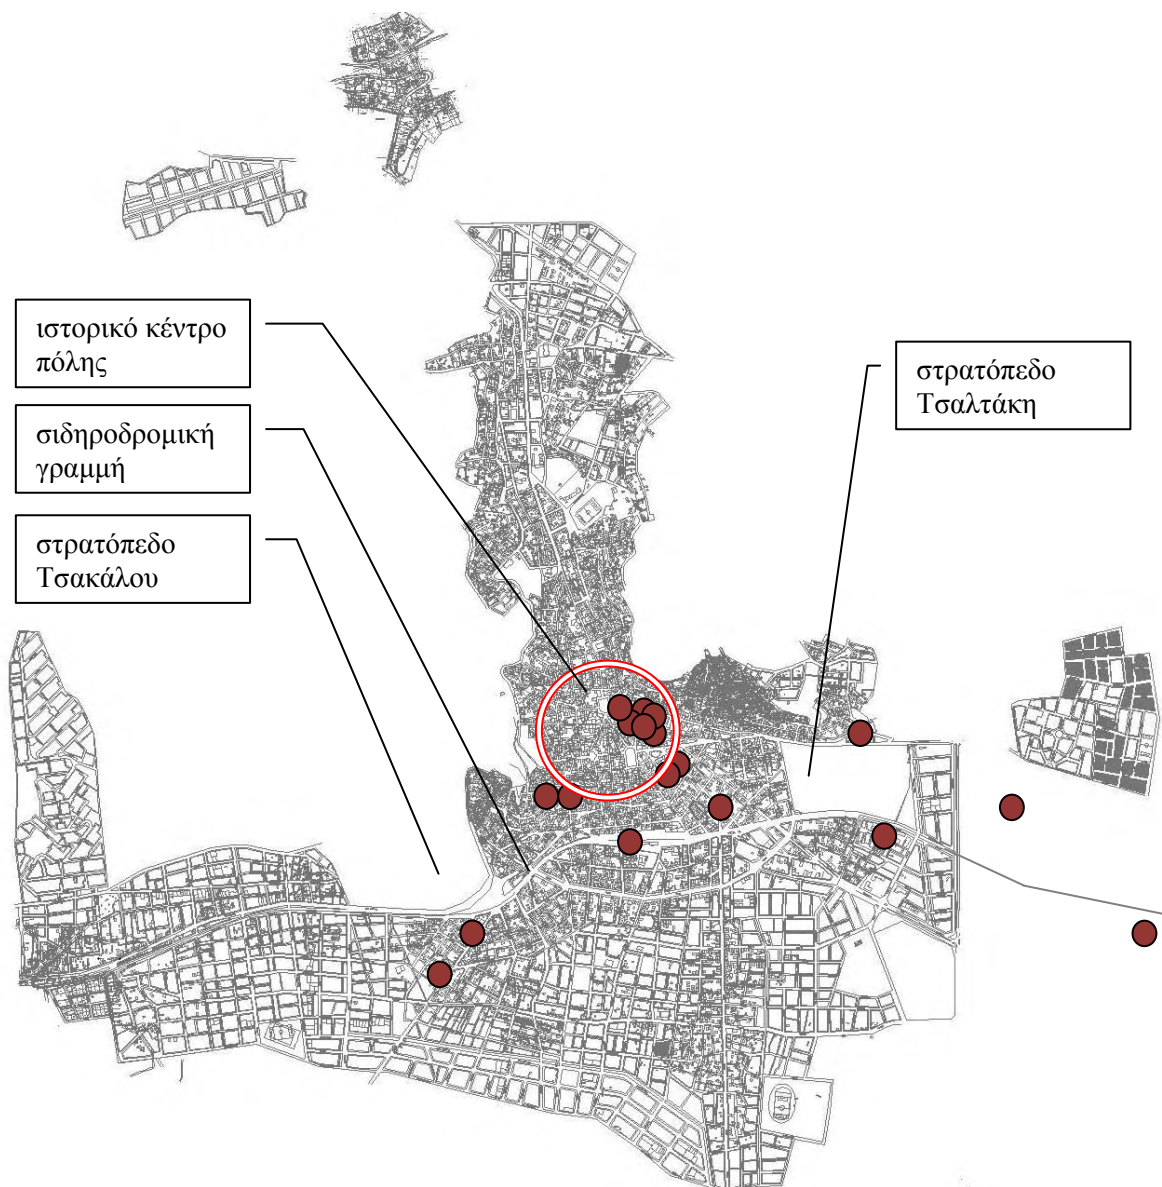 ιστορικό κέντρο
πόλης
σιδηροδρομική
γραμμή
στρατόπεδο
Τσακάλου
στρατόπεδο
Τσαλτάκη